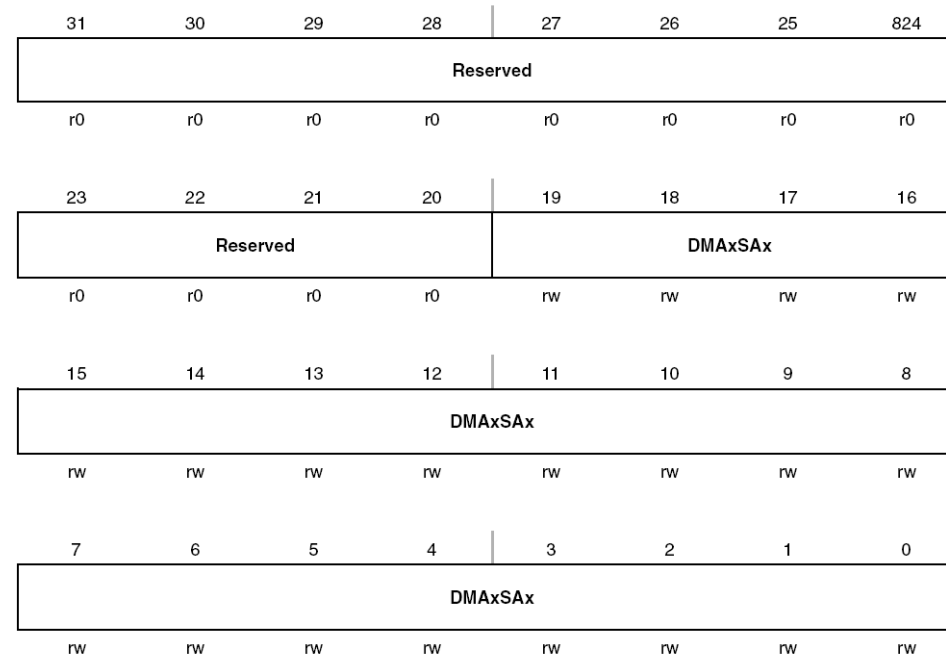 31 30 29 28 27 26 25 824
Reserved
r0 r0 r0 r0 r0 r0 r0 r0
23 22 21 20 19 18 17 16
Reserved DMAxSAx
r0 r0 r0 r0 rw rw rw rw
15 14 13 12 11 10 9 8
DMAxSAx
rw rw rw rw rw rw rw rw
7 6 5 4 3 2 1 0
DMAxSAx
rw rw rw rw rw rw rw rw